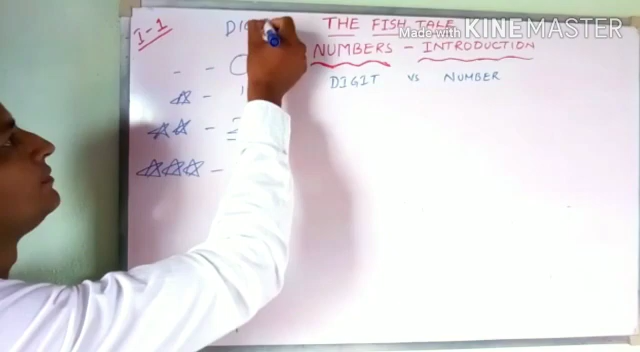 I-1
THE FISH TALE
NUMBERS - INTRODUCTION
DIGIT VS NUMBER
Made with KINEMASTER